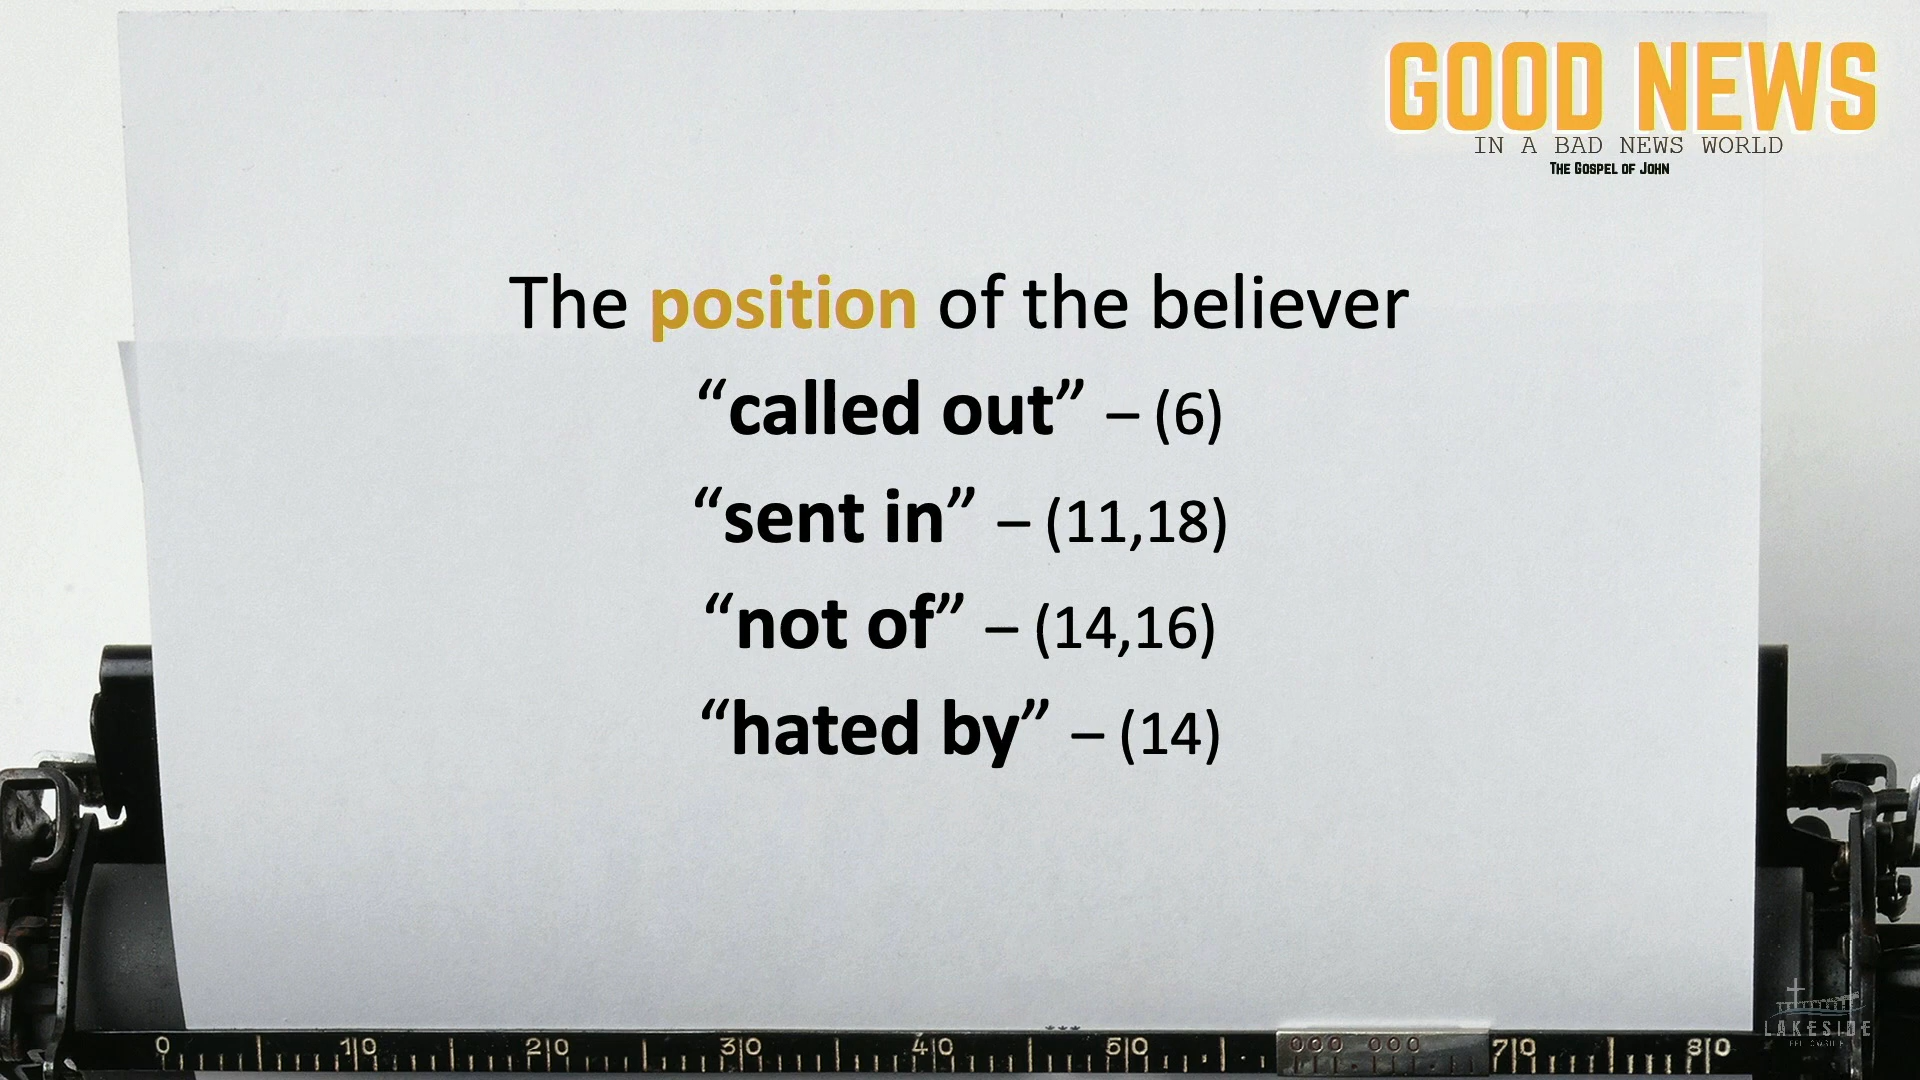 GOOD NEWS
IN A BAD NEWS WORLD
The Gospel of John
The position of the believer
“called out” – (6)
“sent in” – (11,18)
“not of” – (14,16)
“hated by” – (14)
0 10 20 30 40 50 70 80
LAKESIDE